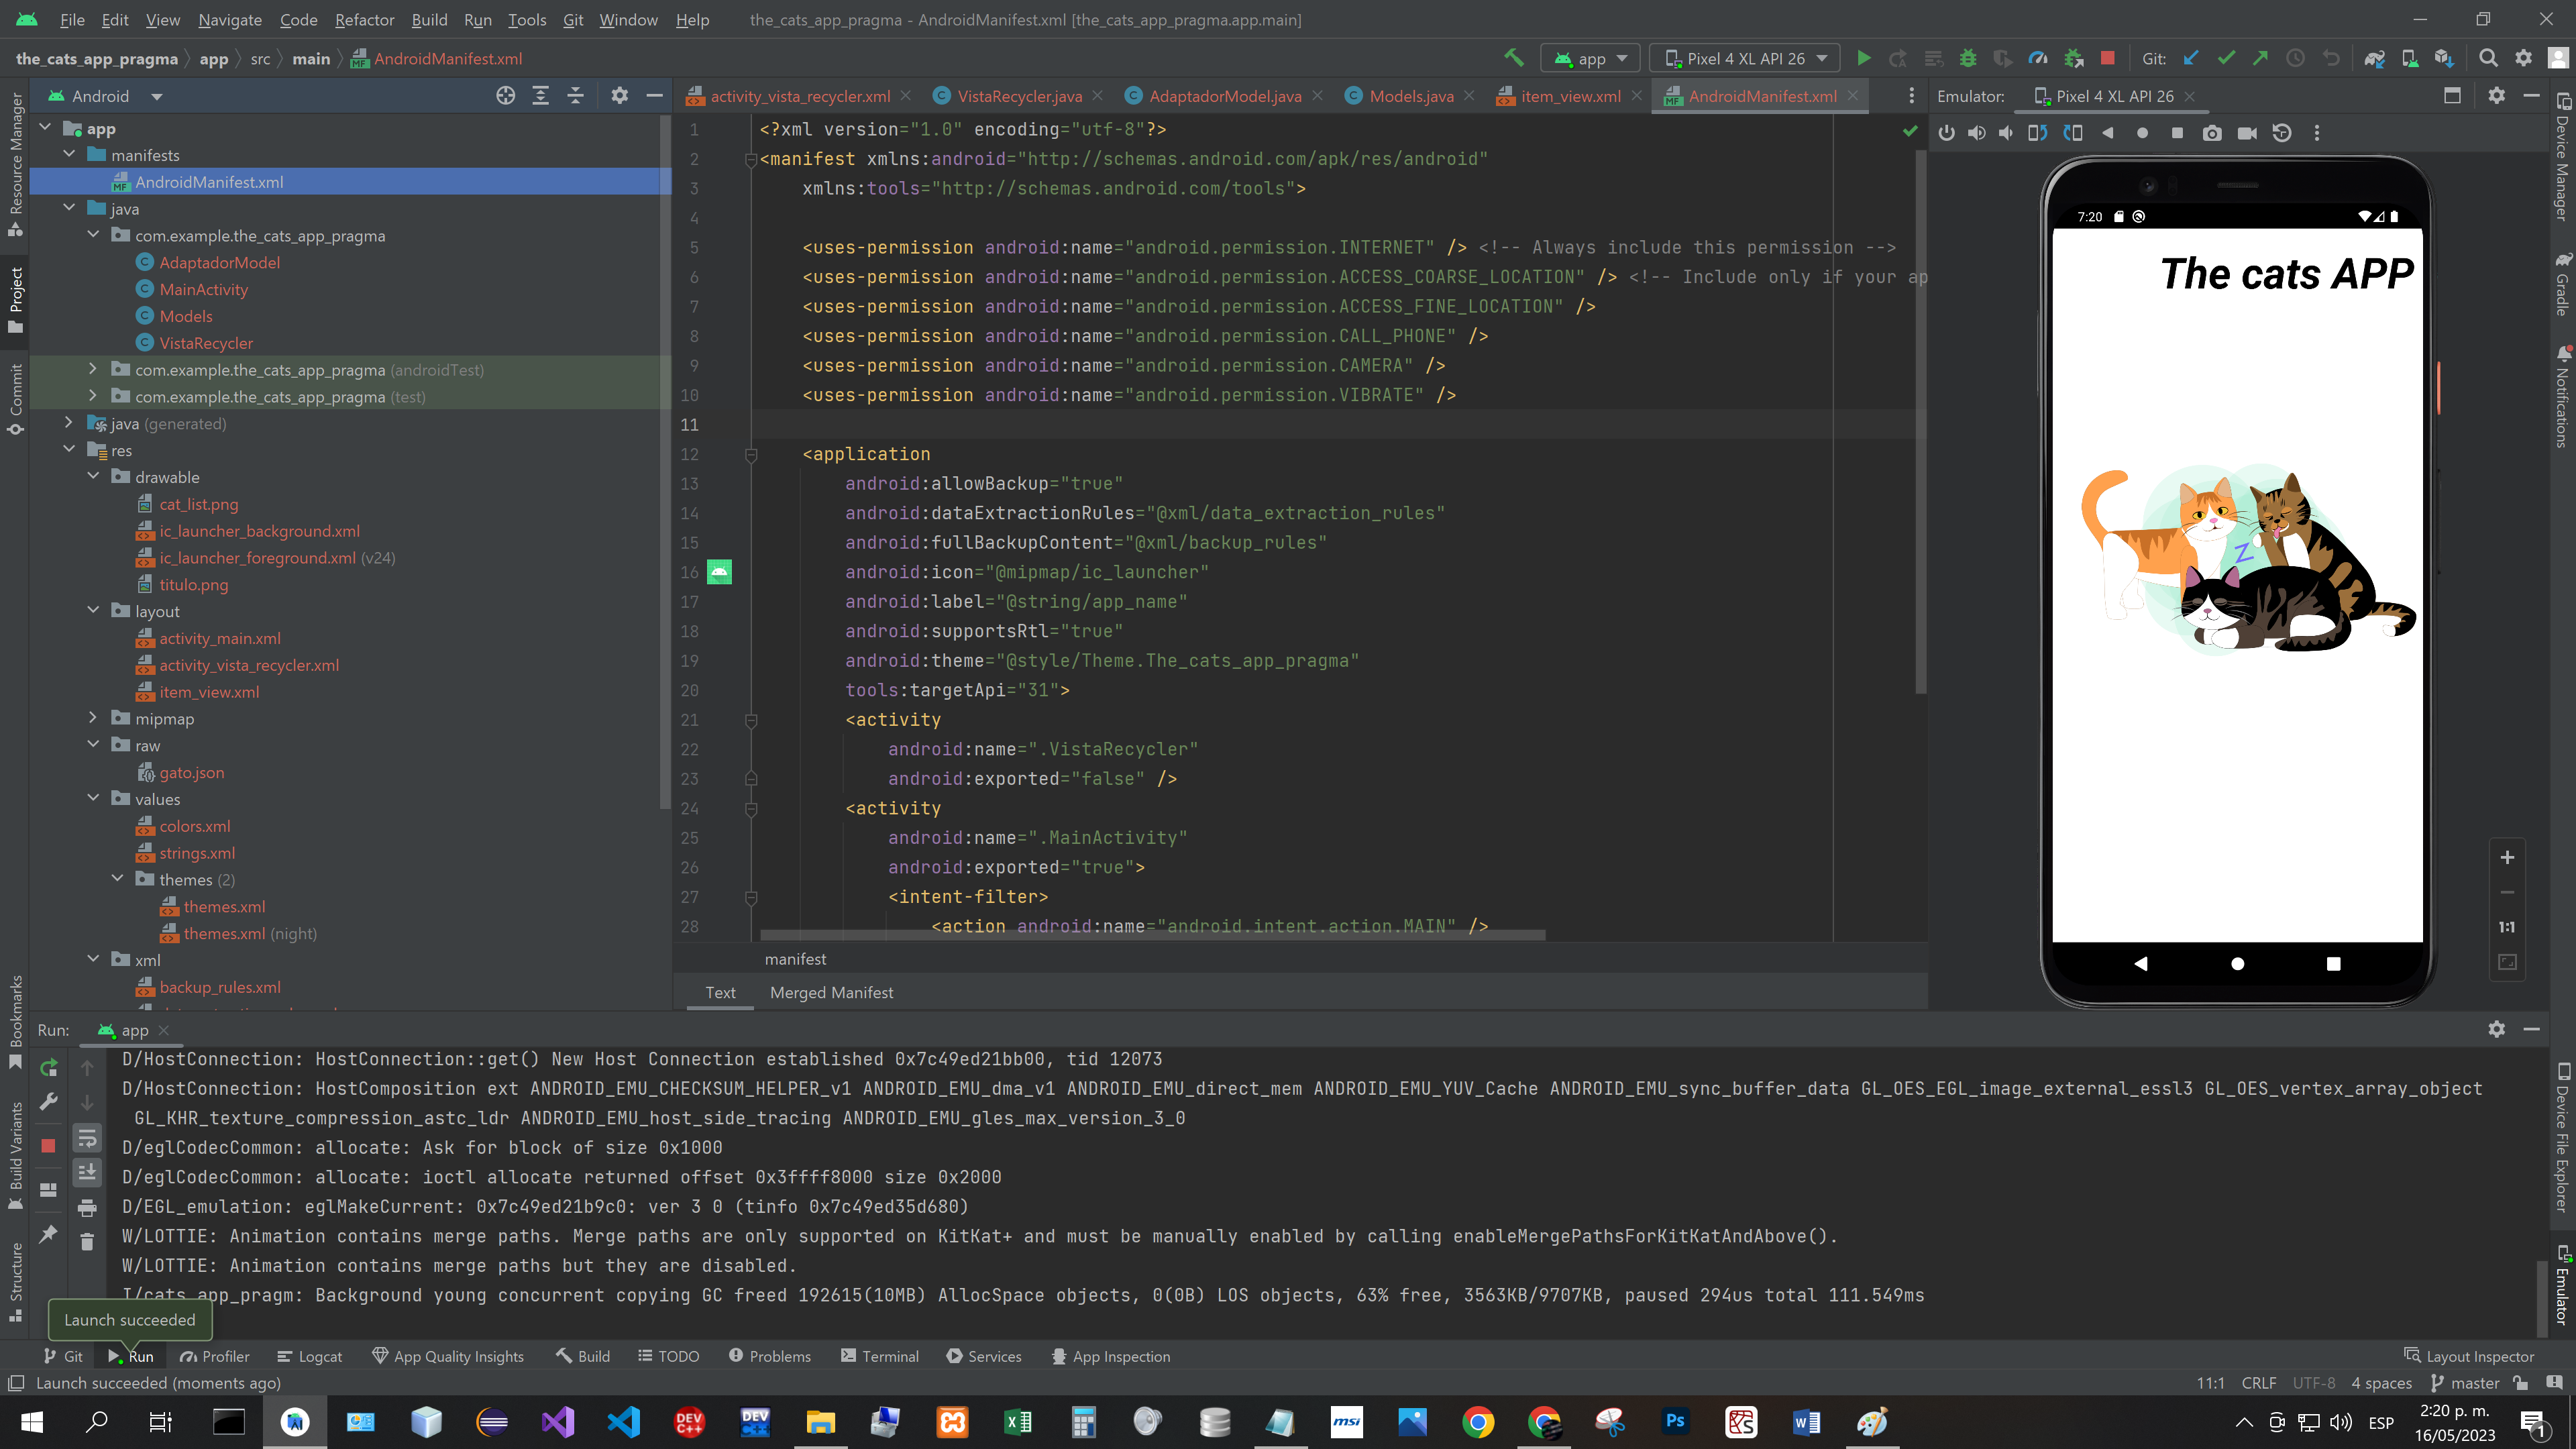 File Edit View Navigate Code Refactor Build Run Tools Git Window Help the_cats_app_pragma - AndroidManifest.xml [the_cats_app_pragma.app.main]
the_cats_app_pragma app src main AndroidManifest.xml app Pixel 4 XL API 26 Git:
Android
activity_vista_recycler.xml VistaRecycler.java AdaptadorModel.java Models.java item_view.xml AndroidManifest.xml
Emulator: Pixel 4 XL API 26
Resource Manager
Project
Commit
Bookmarks
Build Variants
Structure
app
manifests
AndroidManifest.xml
java
com.example.the_cats_app_pragma
AdaptadorModel
MainActivity
Models
VistaRecycler
com.example.the_cats_app_pragma (androidTest)
com.example.the_cats_app_pragma (test)
java (generated)
res
drawable
cat_list.png
ic_launcher_background.xml
ic_launcher_foreground.xml (v24)
titulo.png
layout
activity_main.xml
activity_vista_recycler.xml
item_view.xml
mipmap
raw
gato.json
values
colors.xml
strings.xml
themes (2)
themes.xml
themes.xml (night)
xml
backup_rules.xml
1 <?xml version="1.0" encoding="utf-8"?>
2 <manifest xmlns:android="http://schemas.android.com/apk/res/android"
3 xmlns:tools="http://schemas.android.com/tools">
4
5 <uses-permission android:name="android.permission.INTERNET" /> <!-- Always include this permission -->
6 <uses-permission android:name="android.permission.ACCESS_COARSE_LOCATION" /> <!-- Include only if your ap
7 <uses-permission android:name="android.permission.ACCESS_FINE_LOCATION" />
8 <uses-permission android:name="android.permission.CALL_PHONE" />
9 <uses-permission android:name="android.permission.CAMERA" />
10 <uses-permission android:name="android.permission.VIBRATE" />
11
12 <application
13 android:allowBackup="true"
14 android:dataExtractionRules="@xml/data_extraction_rules"
15 android:fullBackupContent="@xml/backup_rules"
16 android:icon="@mipmap/ic_launcher"
17 android:label="@string/app_name"
18 android:supportsRtl="true"
19 android:theme="@style/Theme.The_cats_app_pragma"
20 tools:targetApi="31">
21 <activity
22 android:name=".VistaRecycler"
23 android:exported="false" />
24 <activity
25 android:name=".MainActivity"
26 android:exported="true">
27 <intent-filter>
28 <action android:name="android.intent.action.MAIN" />
manifest
Text Merged Manifest
7:20
The cats APP
Z
1:1
Device Manager
Gradle
Notifications
Device File Explorer
Emulator
Run: app
D/HostConnection: HostConnection::get() New Host Connection established 0x7c49ed21bb00, tid 12073
D/HostConnection: HostComposition ext ANDROID_EMU_CHECKSUM_HELPER_v1 ANDROID_EMU_dma_v1 ANDROID_EMU_direct_mem ANDROID_EMU_YUV_Cache ANDROID_EMU_sync_buffer_data GL_OES_EGL_image_external_essl3 GL_OES_vertex_array_object
GL_KHR_texture_compression_astc_ldr ANDROID_EMU_host_side_tracing ANDROID_EMU_gles_max_version_3_0
D/eglCodecCommon: allocate: Ask for block of size 0x1000
D/eglCodecCommon: allocate: ioctl allocate returned offset 0x3ffff8000 size 0x2000
D/EGL_emulation: eglMakeCurrent: 0x7c49ed21b9c0: ver 3 0 (tinfo 0x7c49ed35d680)
W/LOTTIE: Animation contains merge paths. Merge paths are only supported on KitKat+ and must be manually enabled by calling enableMergePathsForKitKatAndAbove().
W/LOTTIE: Animation contains merge paths but they are disabled.
I/cats_app_pragm: Background young concurrent copying GC freed 192615(10MB) AllocSpace objects, 0(0B) LOS objects, 63% free, 3563KB/9707KB, paused 294us total 111.549ms
Launch succeeded
Git Run Profiler Logcat App Quality Insights Build TODO Problems Terminal Services App Inspection Layout Inspector
Launch succeeded (moments ago) 11:1 CRLF UTF-8 4 spaces master
DEV C++ DEV C++ msi Ps ESP 2:20 p. m.
16/05/2023 1